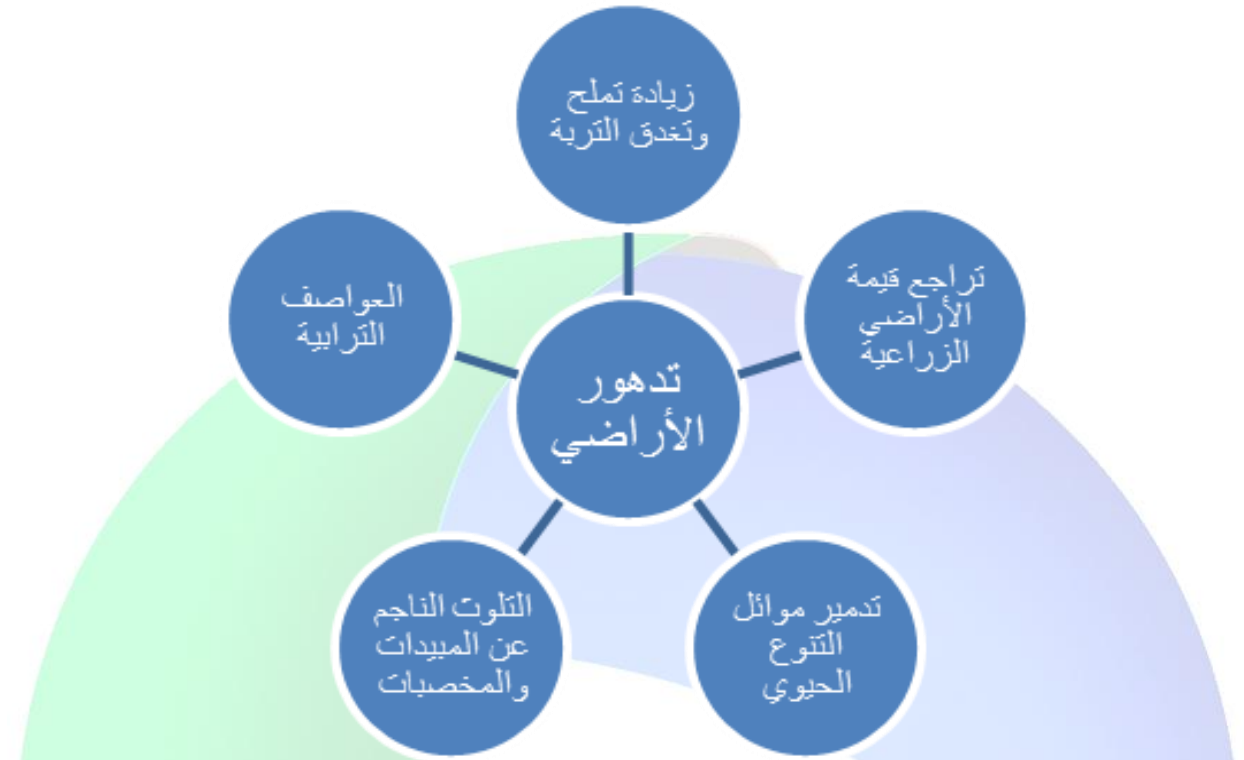 زيادة تملح
وتغدق التربة
تراجع قيمة
الأراضي
الزراعية
العواصف
الترابية
تدهور
الأراضي
تدمير موائل
التنوع
الحيوي
التلوث الناجم
عن المبيدات
والمخصبات